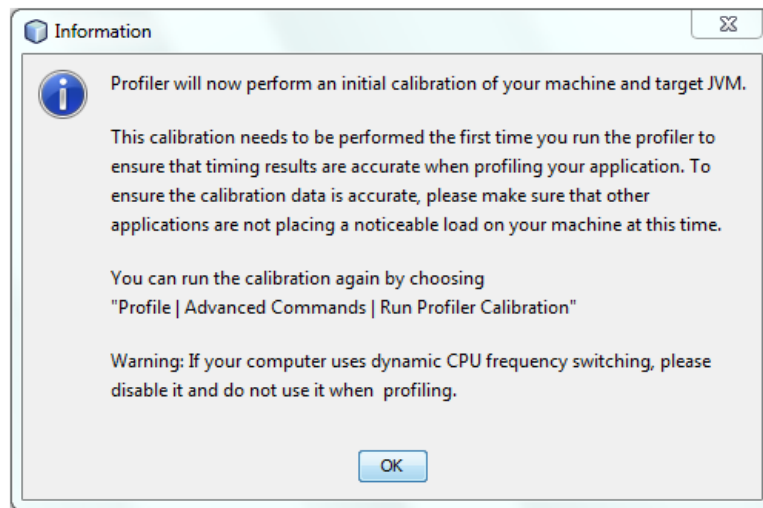 Information
Profiler will now perform an initial calibration of your machine and target JVM.
This calibration needs to be performed the first time you run the profiler to
ensure that timing results are accurate when profiling your application. To
ensure the calibration data is accurate, please make sure that other
applications are not placing a noticeable load on your machine at this time.
You can run the calibration again by choosing
"Profile | Advanced Commands | Run Profiler Calibration"
Warning: If your computer uses dynamic CPU frequency switching, please
disable it and do not use it when  profiling.
OK